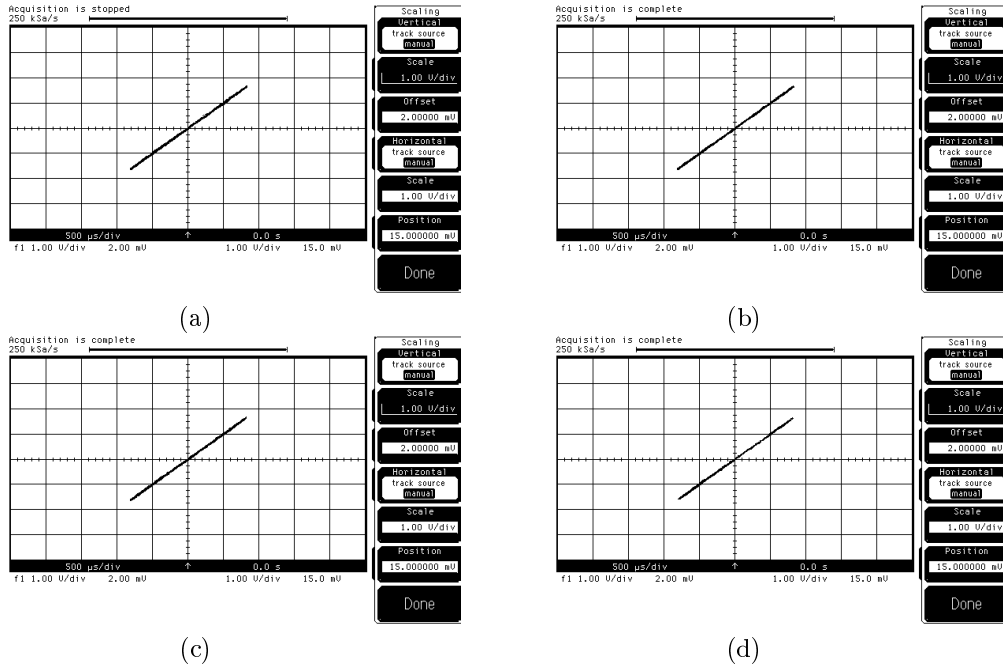 Acquisition is stopped
250 kSa/s
500 µs/div 0.0 s
f1 1.00 V/div 2.00 mV 1.00 V/div 15.0 mV
Scaling
Vertical
track source
manual
Scale
1.00 V/div
Offset
2.00000 mV
Horizontal
track source
manual
Scale
1.00 V/div
Position
15.000000 mV
Done
(a)
Acquisition is complete
250 kSa/s
500 µs/div 0.0 s
f1 1.00 V/div 2.00 mV 1.00 V/div 15.0 mV
Scaling
Vertical
track source
manual
Scale
1.00 V/div
Offset
2.00000 mV
Horizontal
track source
manual
Scale
1.00 V/div
Position
15.000000 mV
Done
(b)
Acquisition is complete
250 kSa/s
500 µs/div 0.0 s
f1 1.00 V/div 2.00 mV 1.00 V/div 15.0 mV
Scaling
Vertical
track source
manual
Scale
1.00 V/div
Offset
2.00000 mV
Horizontal
track source
manual
Scale
1.00 V/div
Position
15.000000 mV
Done
(c)
Acquisition is complete
250 kSa/s
500 µs/div 0.0 s
f1 1.00 V/div 2.00 mV 1.00 V/div 15.0 mV
Scaling
Vertical
track source
manual
Scale
1.00 V/div
Offset
2.00000 mV
Horizontal
track source
manual
Scale
1.00 V/div
Position
15.000000 mV
Done
(d)